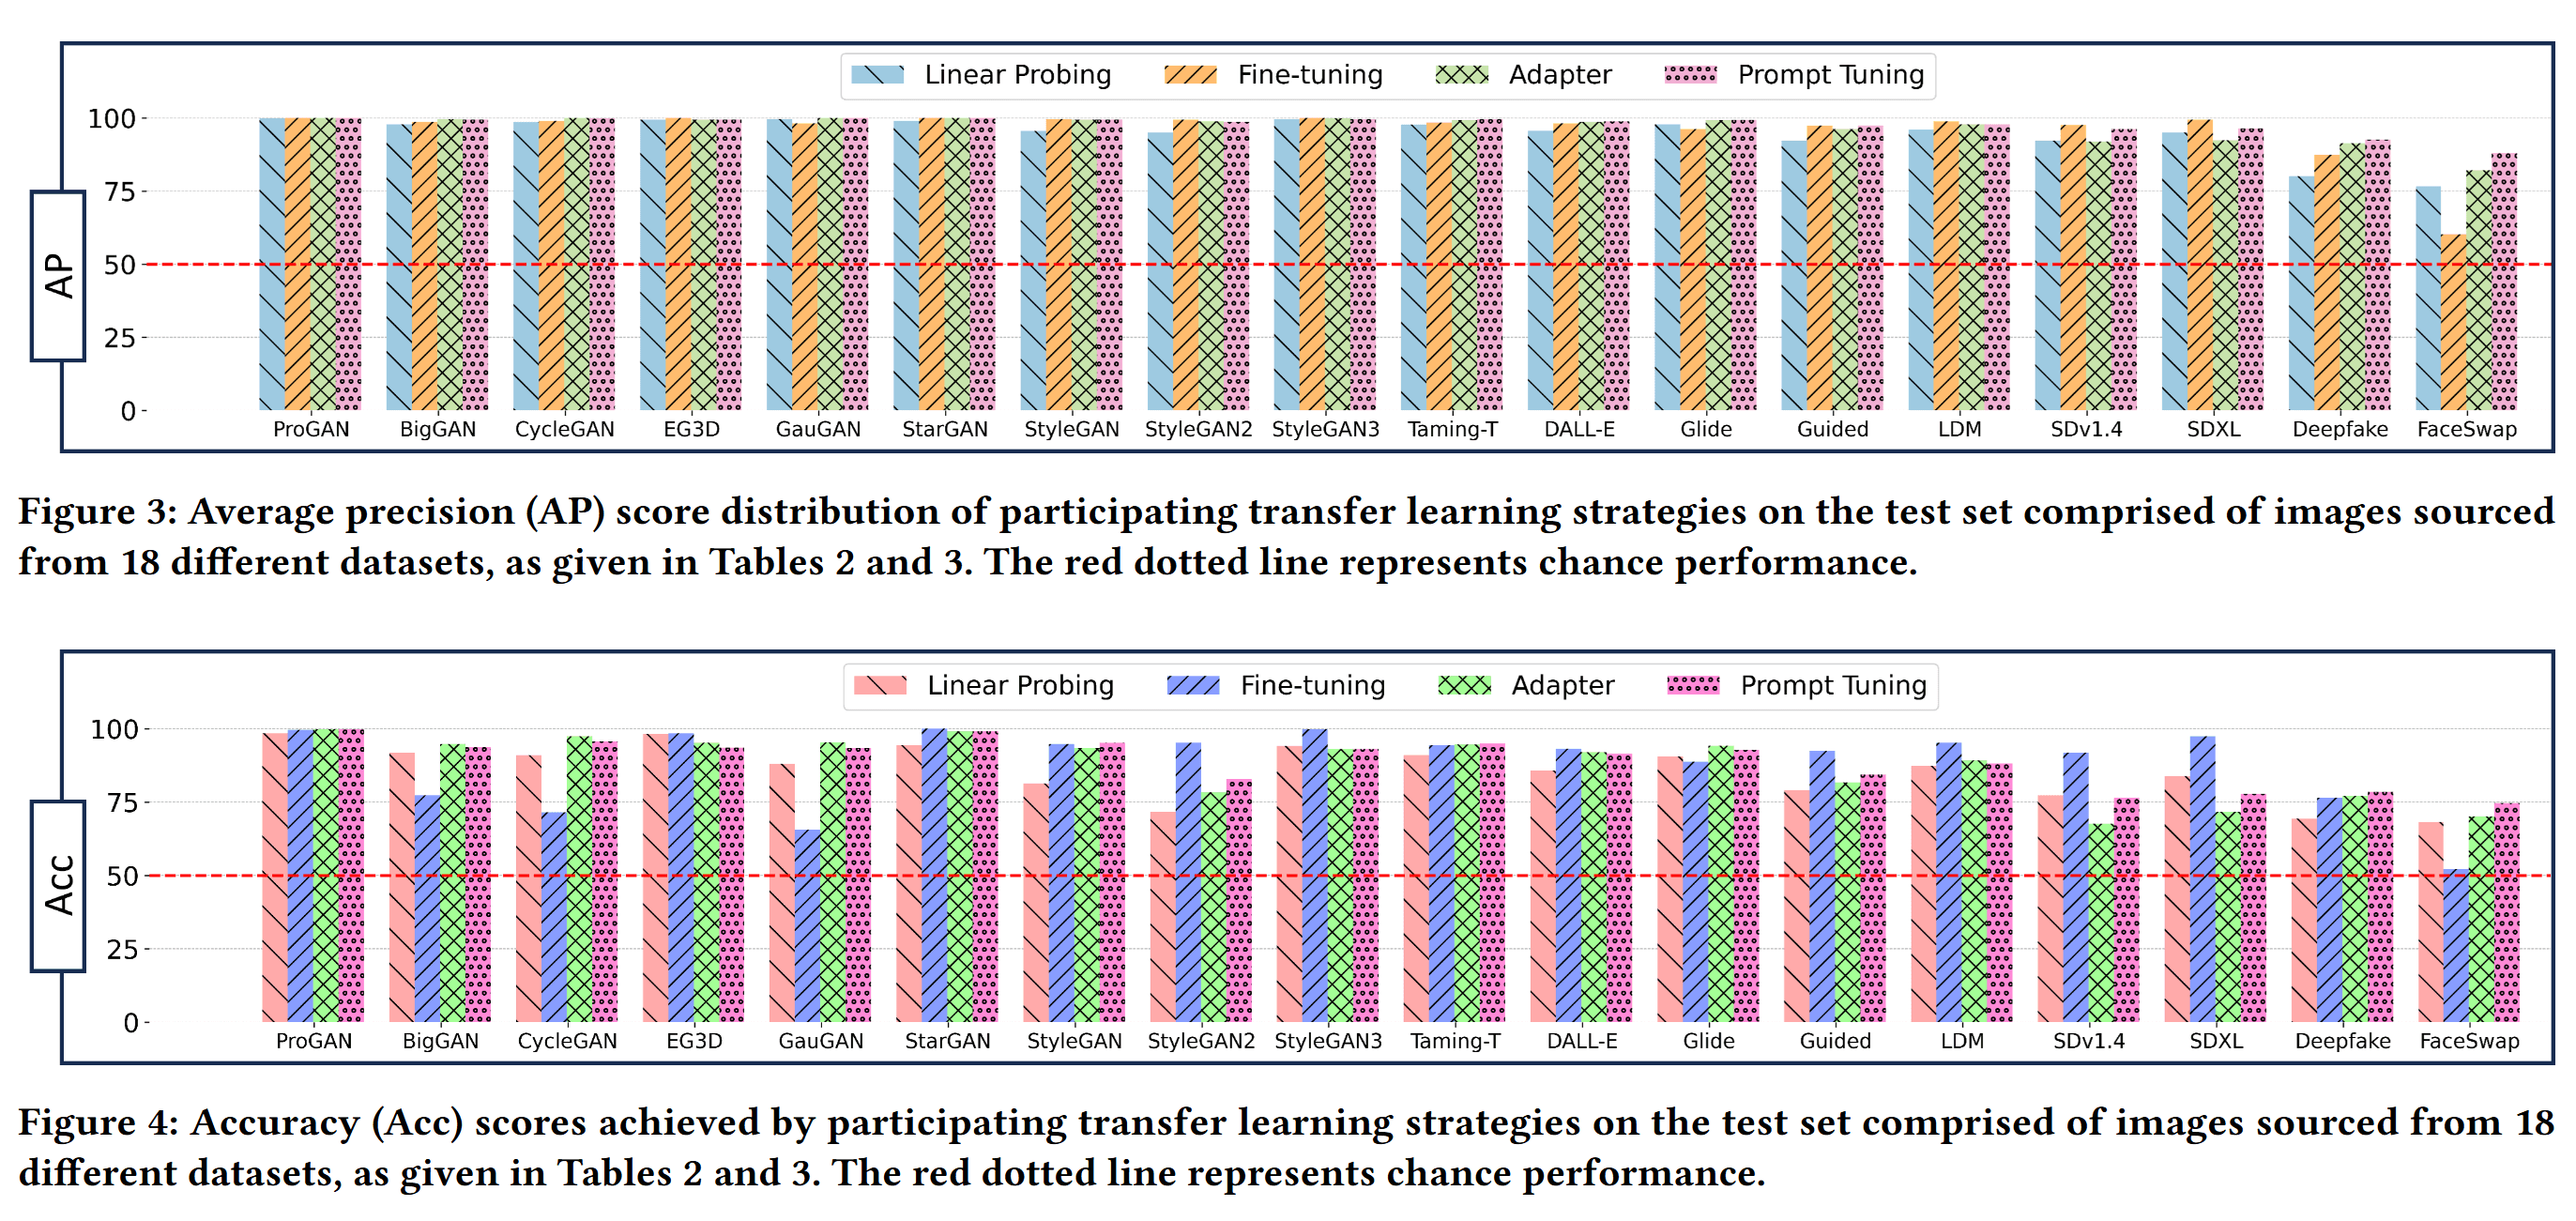 Linear Probing Fine-tuning Adapter Prompt Tuning
100
75
50
25
0
AP
ProGAN BigGAN CycleGAN EG3D GauGAN StarGAN StyleGAN StyleGAN2 StyleGAN3 Taming-T DALL-E Glide Guided LDM SDv1.4 SDXL Deepfake FaceSwap
Figure 3: Average precision (AP) score distribution of participating transfer learning strategies on the test set comprised of images sourced
from 18 different datasets, as given in Tables 2 and 3. The red dotted line represents chance performance.
Linear Probing Fine-tuning Adapter Prompt Tuning
100
75
50
25
0
Acc
ProGAN BigGAN CycleGAN EG3D GauGAN StarGAN StyleGAN StyleGAN2 StyleGAN3 Taming-T DALL-E Glide Guided LDM SDv1.4 SDXL Deepfake FaceSwap
Figure 4: Accuracy (Acc) scores achieved by participating transfer learning strategies on the test set comprised of images sourced from 18
different datasets, as given in Tables 2 and 3. The red dotted line represents chance performance.